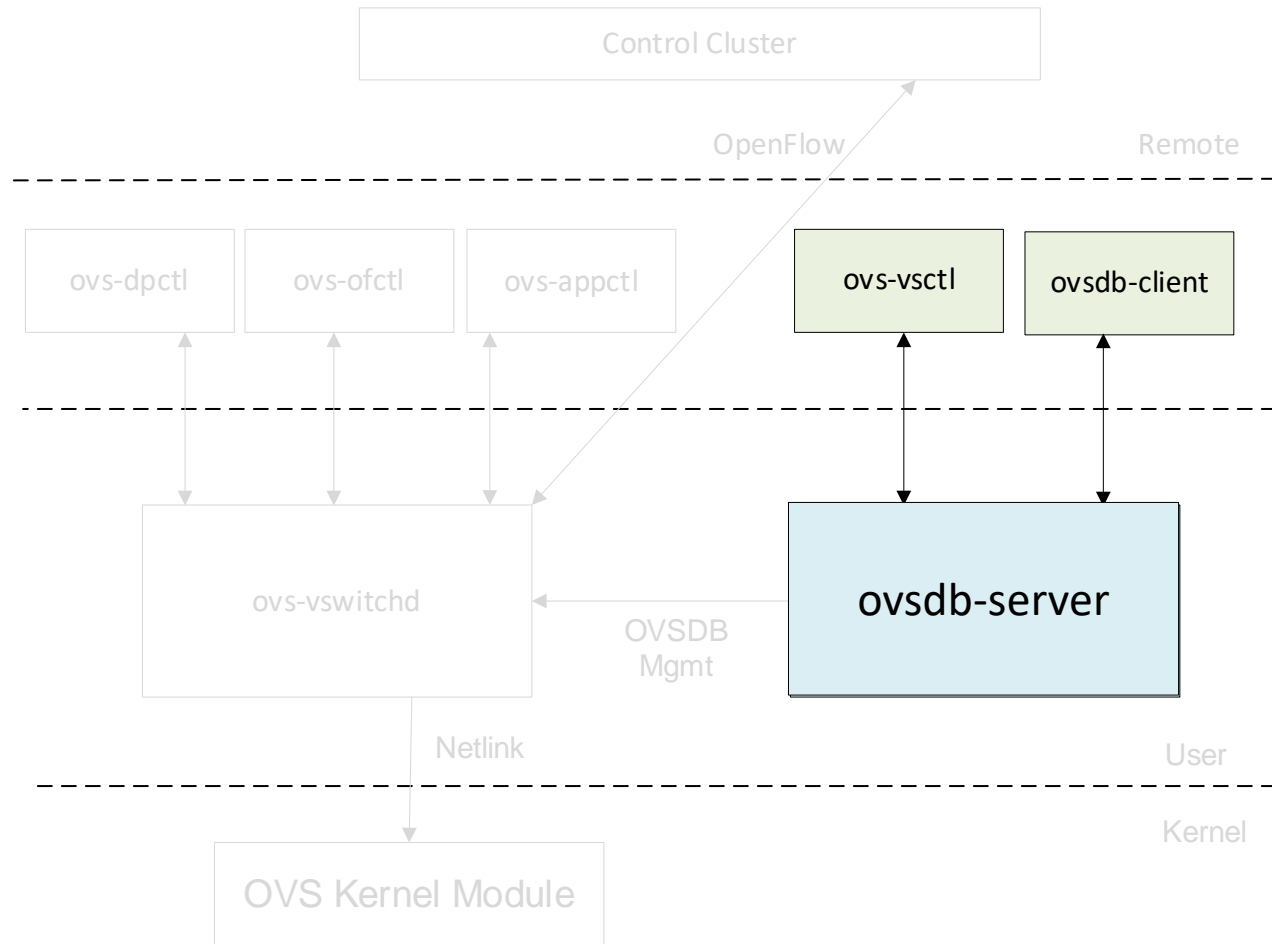 Control Cluster
OpenFlow
Remote
ovs-dpctl
ovs-ofctl
ovs-appctl
ovs-vsctl
ovsdb-client
ovs-vswitchd
OVSDB
Mgmt
ovsdb-server
Netlink
User
Kernel
OVS Kernel Module